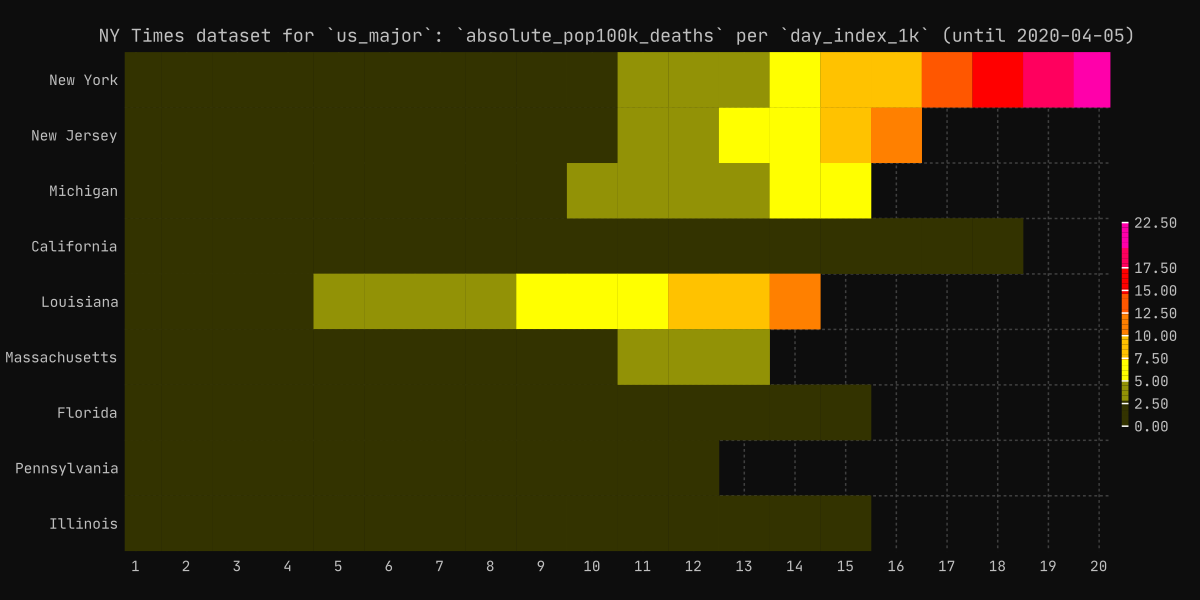 NY Times dataset for `us_major`: `absolute_pop100k_deaths` per `day_index_1k` (until 2020-04-05)
New York
New Jersey
Michigan
California
Louisiana
Massachusetts
Florida
Pennsylvania
Illinois
22.50
17.50
15.00
12.50
10.00
7.50
5.00
2.50
0.00
1 2 3 4 5 6 7 8 9 10 11 12 13 14 15 16 17 18 19 20